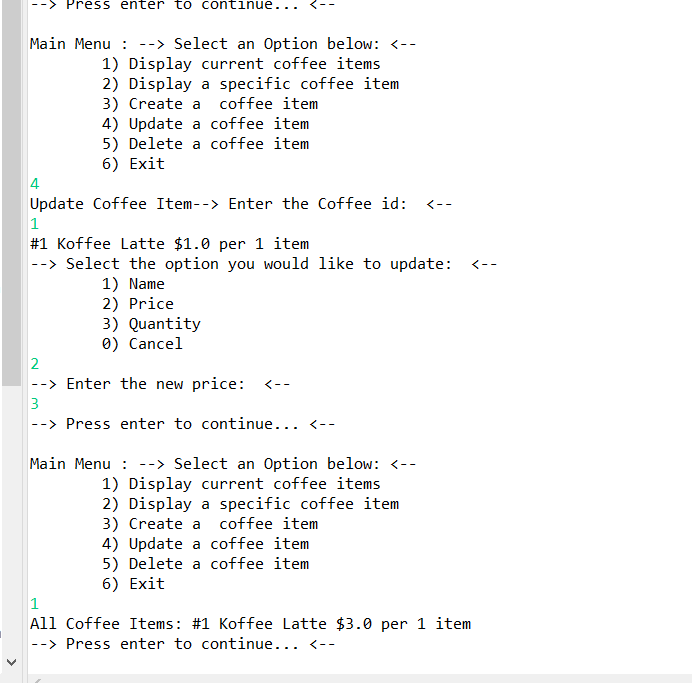 --> Press enter to continue... <--
Main Menu : --> Select an Option below: <--
1) Display current coffee items
2) Display a specific coffee item
3) Create a  coffee item
4) Update a coffee item
5) Delete a coffee item
6) Exit
4
Update Coffee Item--> Enter the Coffee id:  <--
1
#1 Koffee Latte $1.0 per 1 item
--> Select the option you would like to update:  <--
1) Name
2) Price
3) Quantity
0) Cancel
2
--> Enter the new price:  <--
3
--> Press enter to continue... <--
Main Menu : --> Select an Option below: <--
1) Display current coffee items
2) Display a specific coffee item
3) Create a  coffee item
4) Update a coffee item
5) Delete a coffee item
6) Exit
1
All Coffee Items: #1 Koffee Latte $3.0 per 1 item
--> Press enter to continue... <--